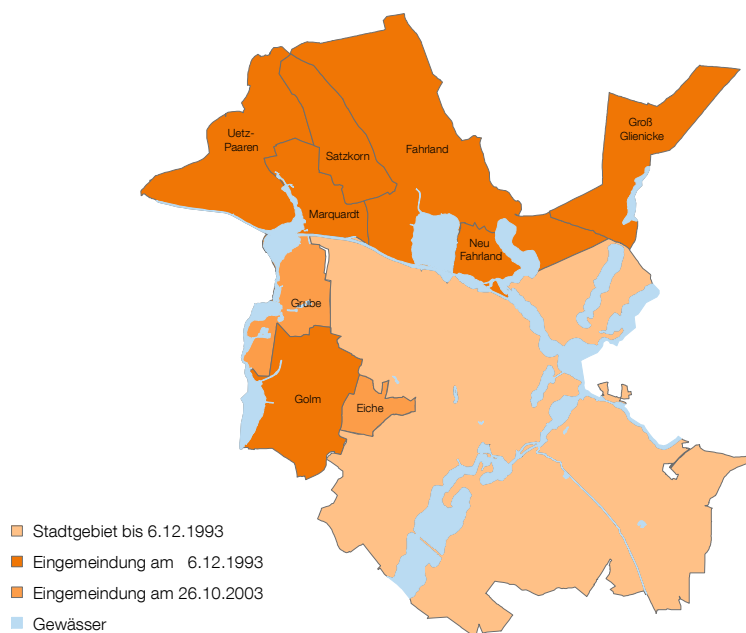 Uetz-
Paaren
Satzkorn
Fahrland
Groß
Glienicke
Marquardt
Neu
Fahrland
Grube
Golm
Eiche
Stadtgebiet bis 6.12.1993
Eingemeindung am 6.12.1993
Eingemeindung am 26.10.2003
Gewässer